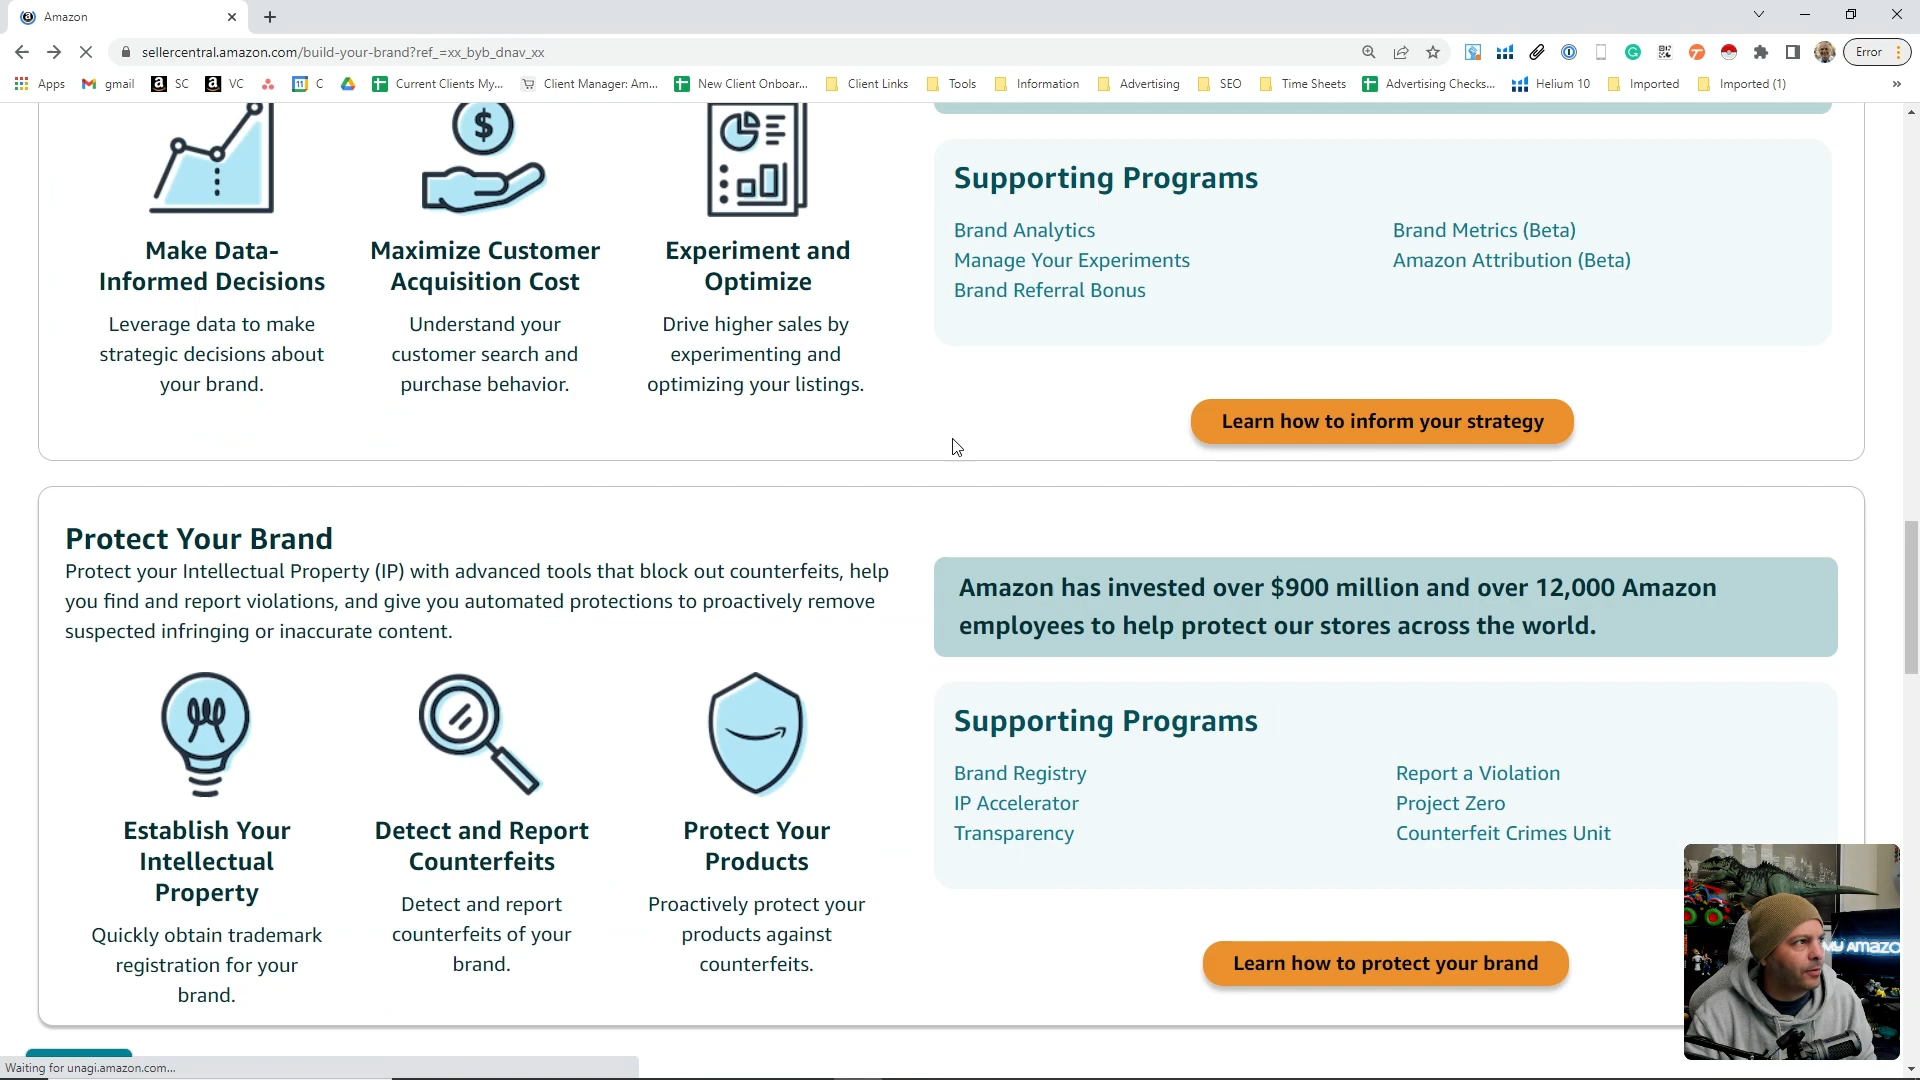 Amazon
sellercentral.amazon.com/build-your-brand?ref_=xx_byb_dnav_xx
Error
Apps
gmail
SC
VC
C
Current Clients My...
Client Manager: Am...
New Client Onboar...
Client Links
Tools
Information
Advertising
SEO
Time Sheets
Advertising Checks...
Helium 10
Imported
Imported (1)
Make Data-
Informed Decisions
Leverage data to make
strategic decisions about
your brand.
Maximize Customer
Acquisition Cost
Understand your
customer search and
purchase behavior.
Experiment and
Optimize
Drive higher sales by
experimenting and
optimizing your listings.
Supporting Programs
Brand Analytics
Manage Your Experiments
Brand Referral Bonus
Brand Metrics (Beta)
Amazon Attribution (Beta)
Learn how to inform your strategy
Protect Your Brand
Protect your Intellectual Property (IP) with advanced tools that block out counterfeits, help
you find and report violations, and give you automated protections to proactively remove
suspected infringing or inaccurate content.
Establish Your
Intellectual
Property
Quickly obtain trademark
registration for your
brand.
Detect and Report
Counterfeits
Detect and report
counterfeits of your
brand.
Protect Your
Products
Proactively protect your
products against
counterfeits.
Amazon has invested over $900 million and over 12,000 Amazon
employees to help protect our stores across the world.
Supporting Programs
Brand Registry
IP Accelerator
Transparency
Report a Violation
Project Zero
Counterfeit Crimes Unit
Learn how to protect your brand
MY AMAZO
Waiting for unagi.amazon.com...